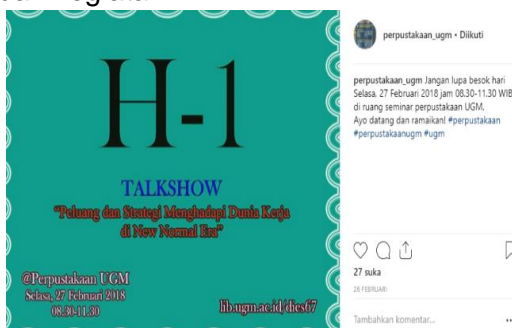 H-1
TALKSHOW
"Peluang dan Strategi Menghadapi Dunia Kerja
di New Normal Era"
@Perpustakaan UGM
Selasa, 27 Februari 2018
08.30-11.30
lib.ugm.ac.id/dies67
perpustakaan_ugm • Diikuti
perpustakaan_ugm Jangan lupa besok hari
Selasa, 27 Februari 2018 jam 08.30-11.30 WIB
di ruang seminar perpustakaan UGM.
Ayo datang dan ramaikan! #perpustakaan
#perpustakaanugm #ugm
27 suka
26 FEBRUARI
Tambahkan komentar...